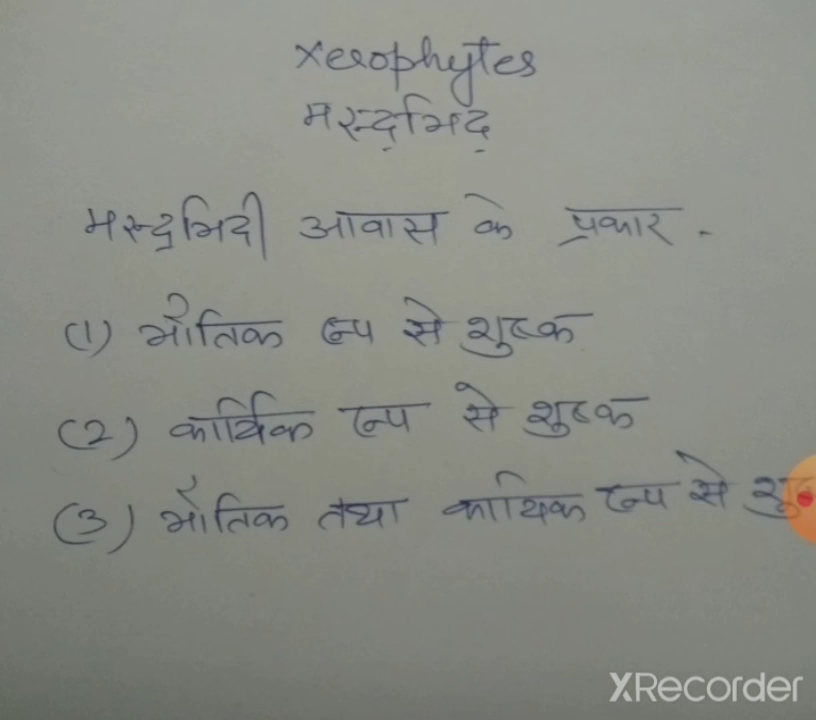 Xerophytes
मरुद्भिद्
मरुद्भिदी आवास के प्रकार -
(1) भौतिक रूप से शुष्क
(2) कार्यिक रूप से शुष्क
(3) भौतिक तथा कायिक रूप से
XRecorder